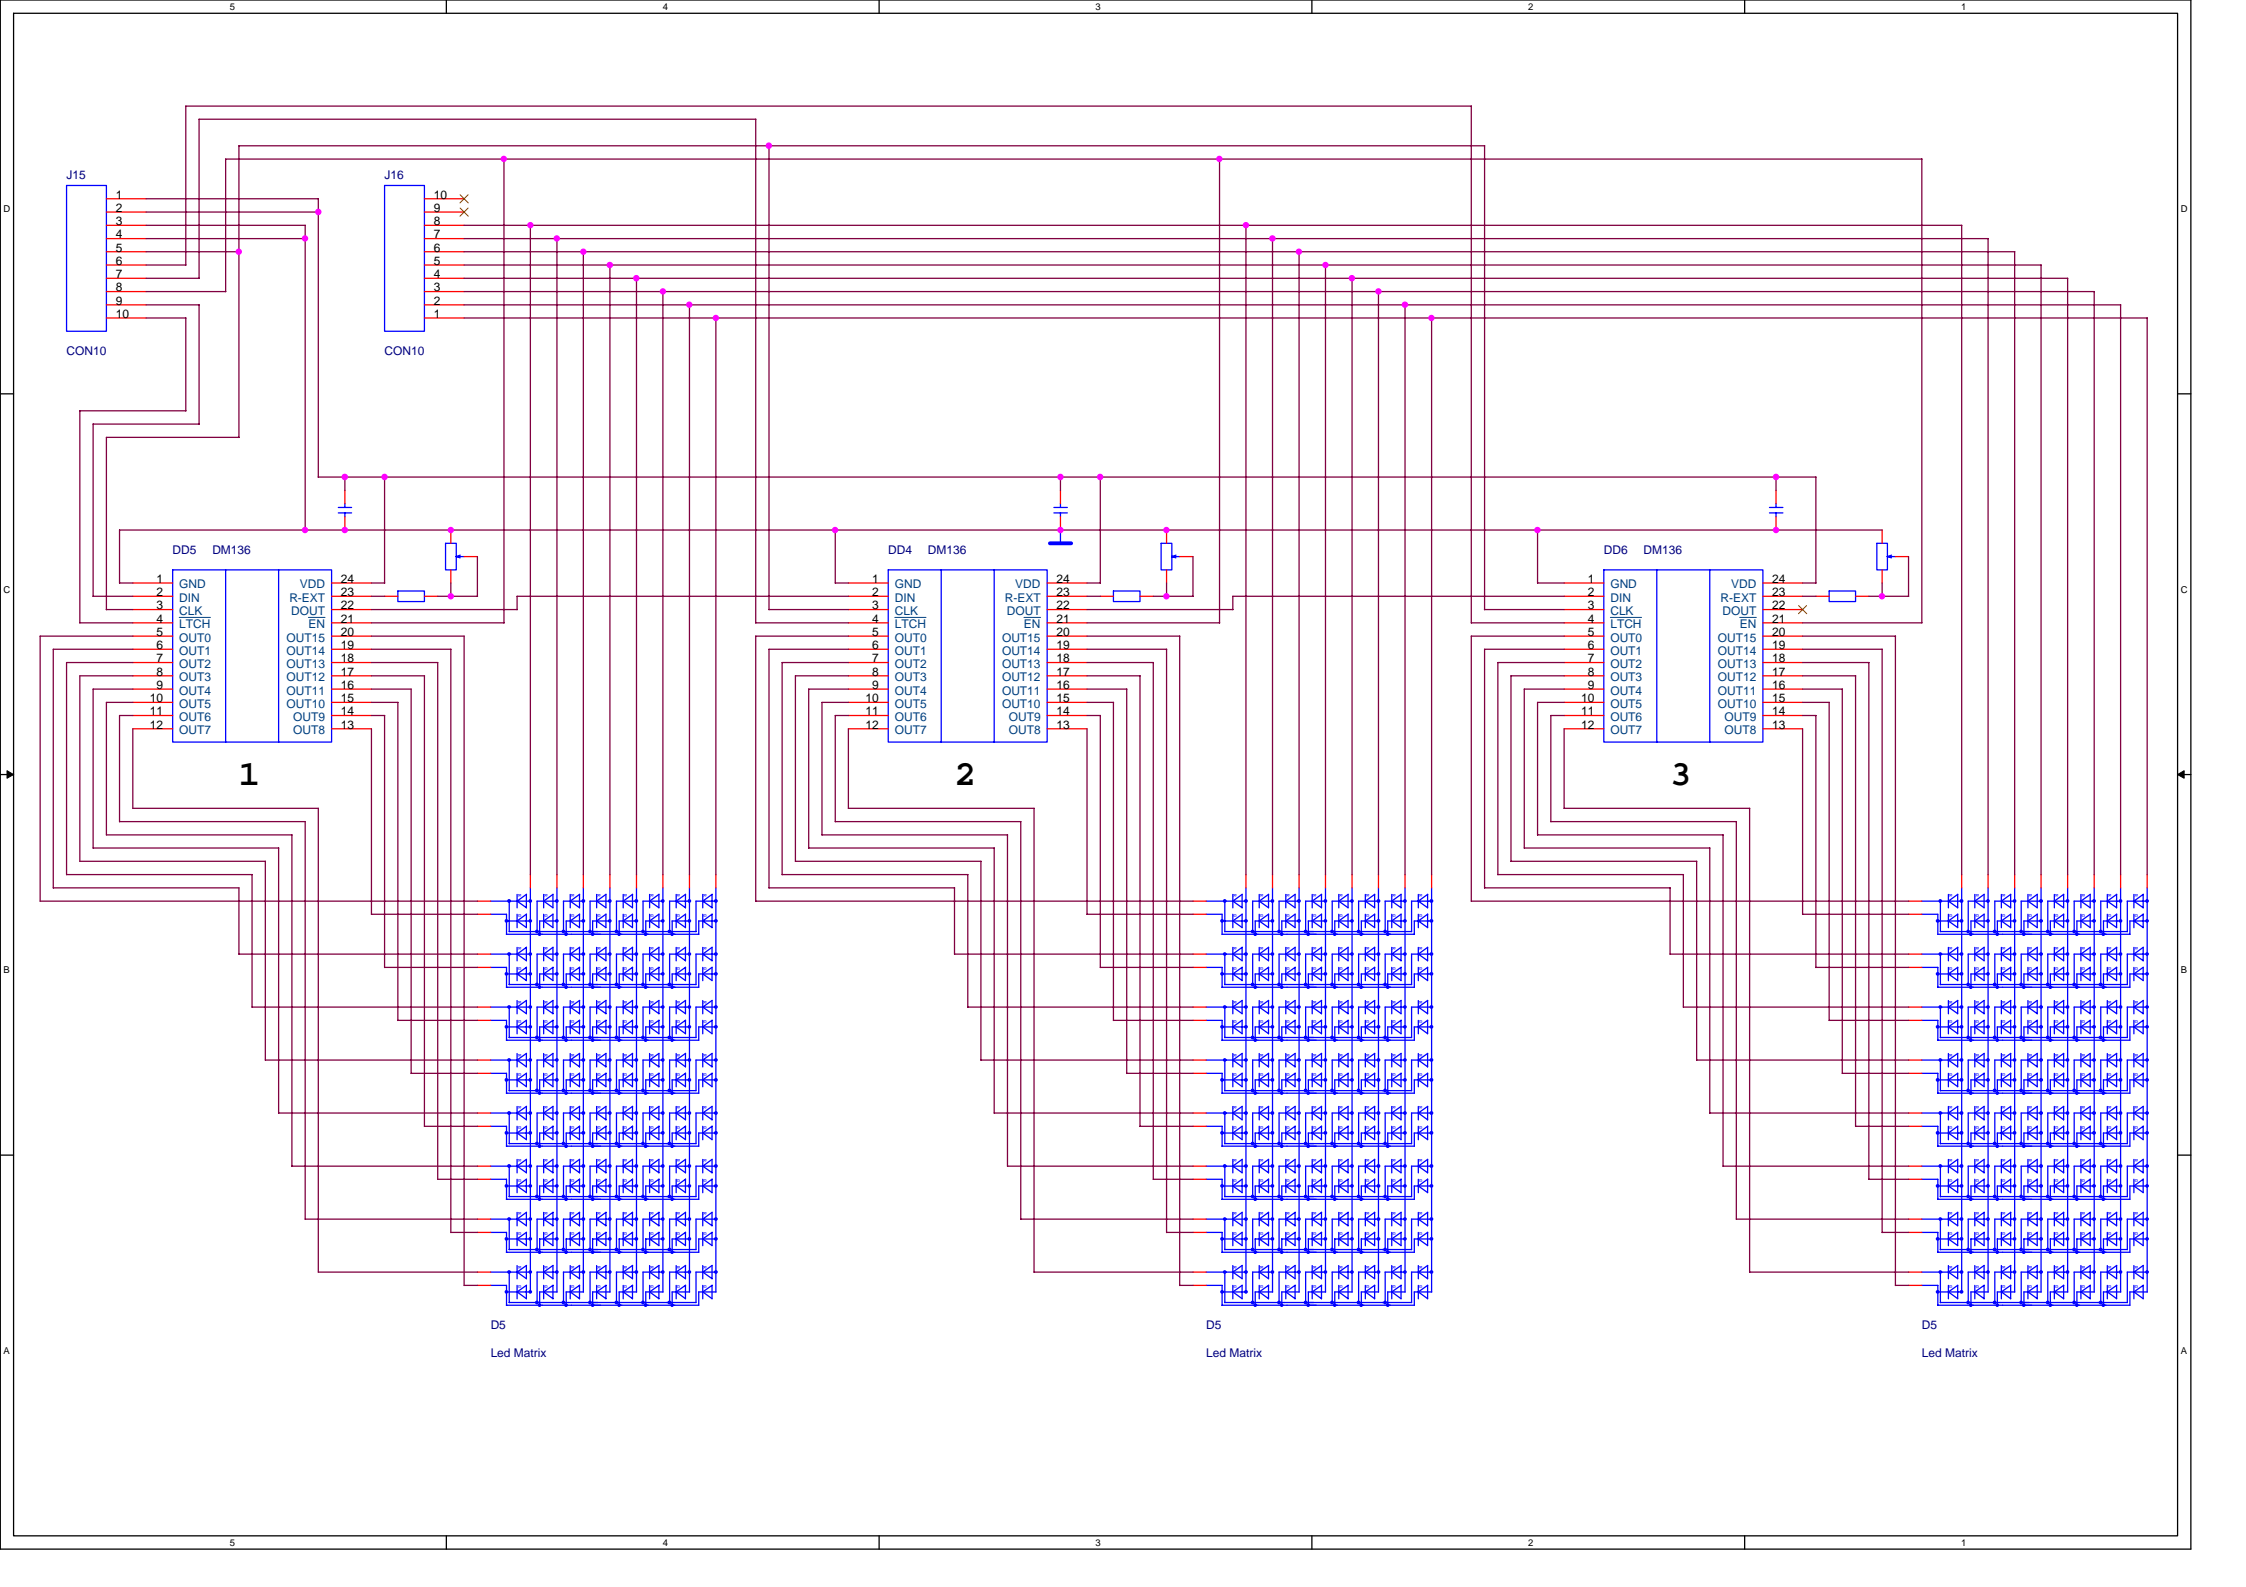 5 4 3 2 1
D D
J15 J16
1 10
2 9
3 8
4 7
5 6
6 5
7 4
8 3
9 2
10 1
CON10 CON10
DD5 DM136 DD4 DM136 DD6 DM136
C C
1 GND VDD 24 1 GND VDD 24 1 GND VDD 24
2 DIN R-EXT 23 2 DIN R-EXT 23 2 DIN R-EXT 23
3 CLK DOUT 22 3 CLK DOUT 22 3 CLK DOUT 22
4 LTCH EN 21 4 LTCH EN 21 4 LTCH EN 21
5 OUT0 OUT15 20 5 OUT0 OUT15 20 5 OUT0 OUT15 20
6 OUT1 OUT14 19 6 OUT1 OUT14 19 6 OUT1 OUT14 19
7 OUT2 OUT13 18 7 OUT2 OUT13 18 7 OUT2 OUT13 18
8 OUT3 OUT12 17 8 OUT3 OUT12 17 8 OUT3 OUT12 17
9 OUT4 OUT11 16 9 OUT4 OUT11 16 9 OUT4 OUT11 16
10 OUT5 OUT10 15 10 OUT5 OUT10 15 10 OUT5 OUT10 15
11 OUT6 OUT9 14 11 OUT6 OUT9 14 11 OUT6 OUT9 14
12 OUT7 OUT8 13 12 OUT7 OUT8 13 12 OUT7 OUT8 13
1 2 3
B B
D5 D5 D5
A A
Led Matrix Led Matrix Led Matrix
5 4 3 2 1